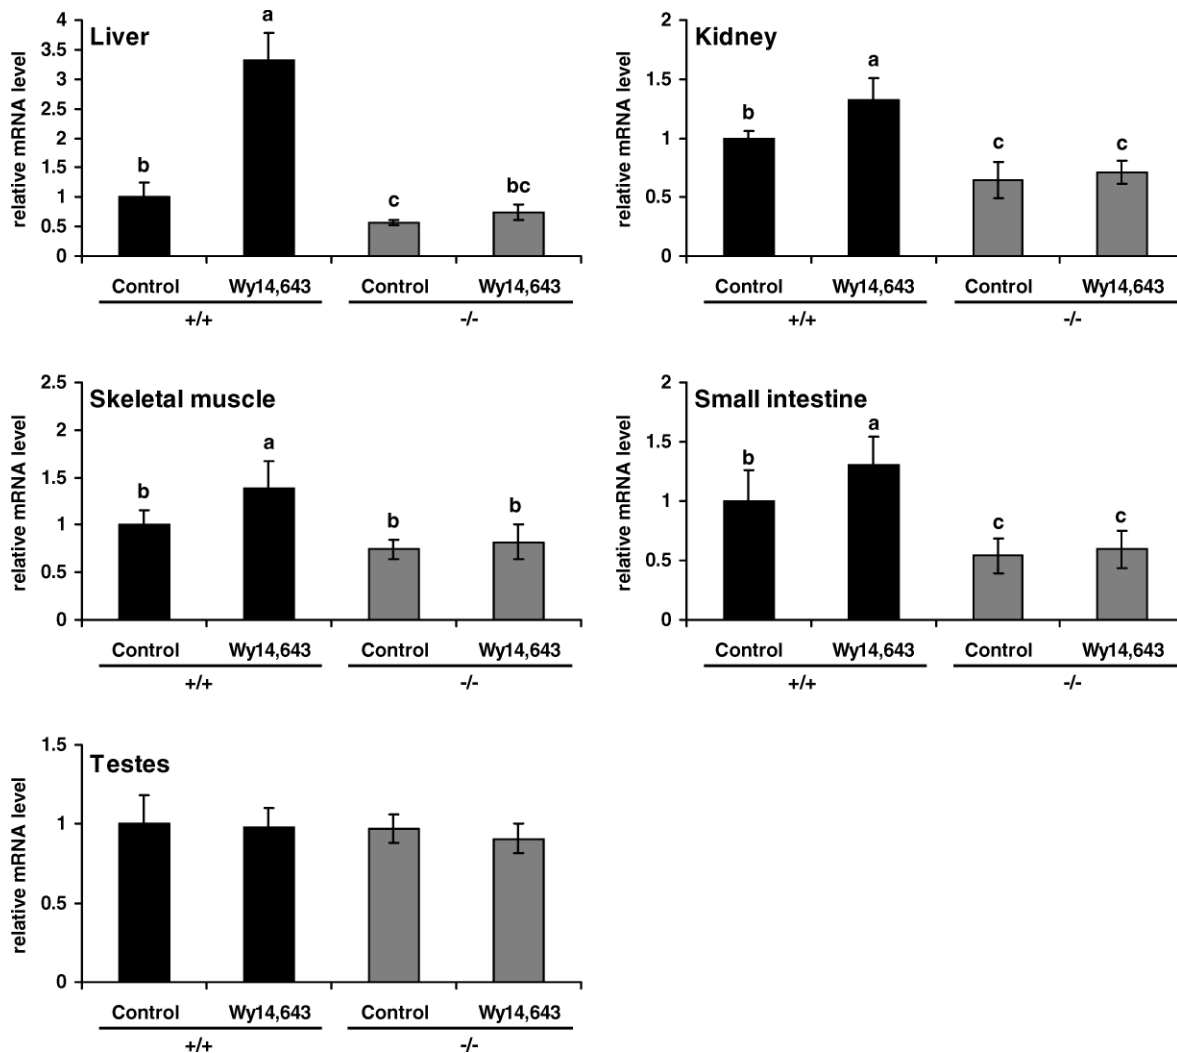 Liver
relative mRNA level
4
3.5
3
2.5
2
1.5
1
0.5
0
b
a
c
bc
Control Wy14,643 Control Wy14,643
+/+ -/-
Kidney
relative mRNA level
2
1.5
1
0.5
0
b
a
c
c
Control Wy14,643 Control Wy14,643
+/+ -/-
Skeletal muscle
relative mRNA level
2.5
2
1.5
1
0.5
0
b
a
b
b
Control Wy14,643 Control Wy14,643
+/+ -/-
Small intestine
relative mRNA level
2
1.5
1
0.5
0
b
a
c
c
Control Wy14,643 Control Wy14,643
+/+ -/-
Testes
relative mRNA level
1.5
1
0.5
0
Control Wy14,643 Control Wy14,643
+/+ -/-